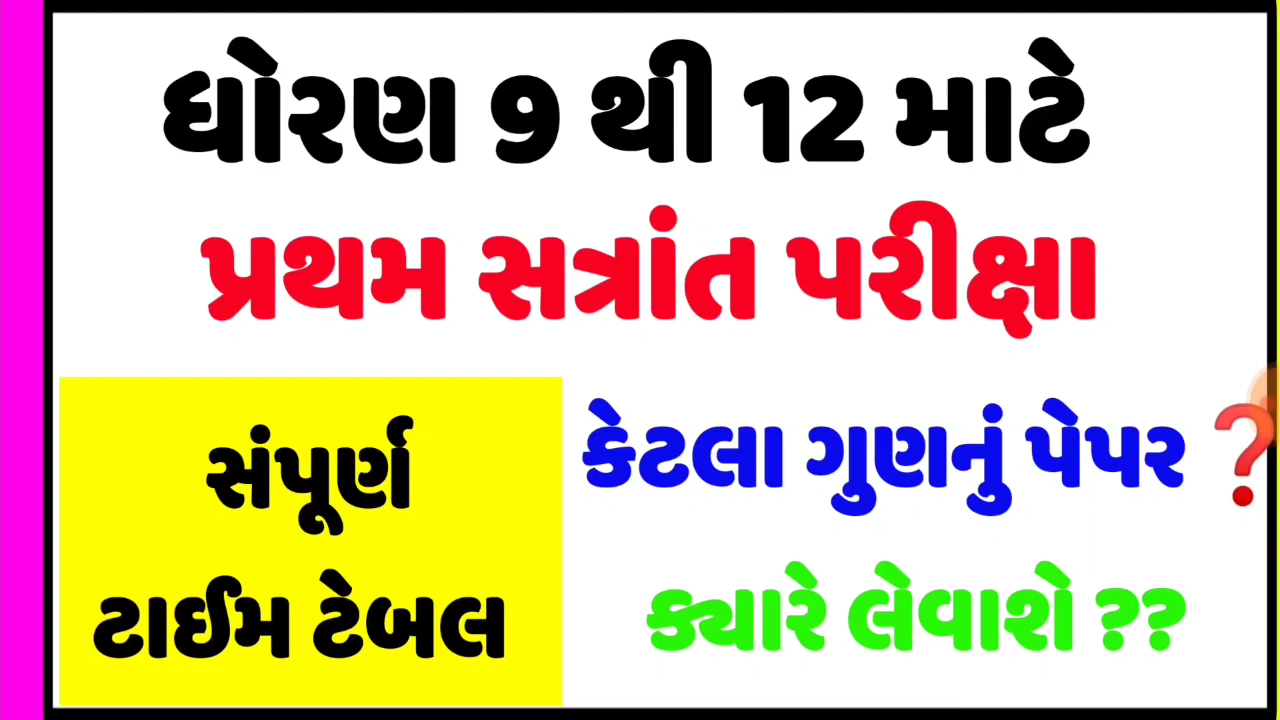 ધોરણ 9 થી 12 માટે
પ્રથમ સત્રાંત પરીક્ષા
સંપૂર્ણ
ટાઈમ ટેબલ
કેટલા ગુણનું પેપર ❓
ક્યારે લેવાશે ??